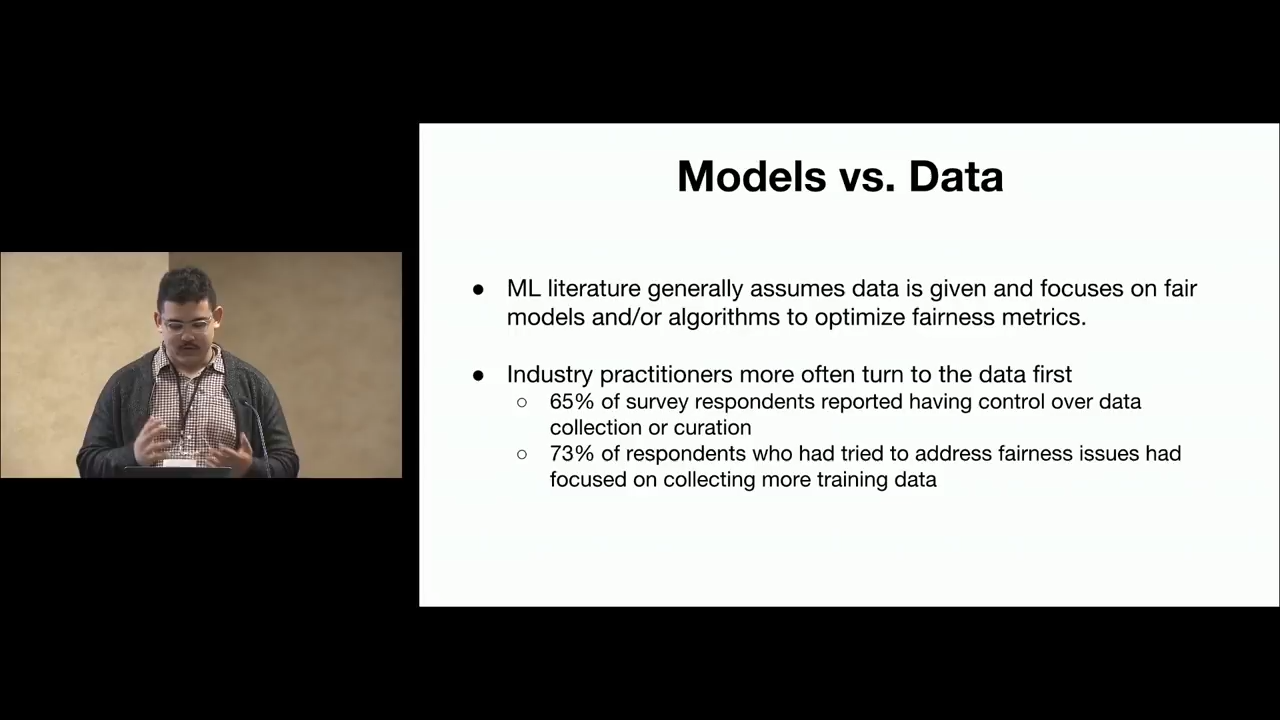 Models vs. Data
● ML literature generally assumes data is given and focuses on fair
models and/or algorithms to optimize fairness metrics.
● Industry practitioners more often turn to the data first
○ 65% of survey respondents reported having control over data
collection or curation
○ 73% of respondents who had tried to address fairness issues had
focused on collecting more training data